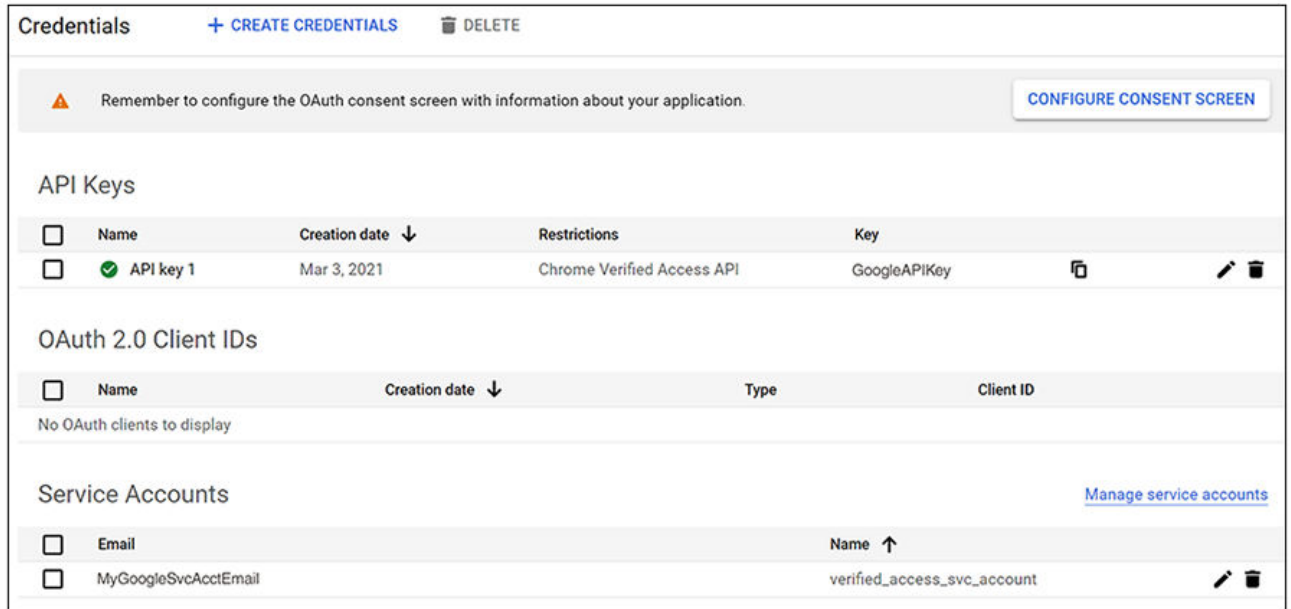 Credentials + CREATE CREDENTIALS DELETE
Remember to configure the OAuth consent screen with information about your application. CONFIGURE CONSENT SCREEN
API Keys
Name Creation date Restrictions Key
API key 1 Mar 3, 2021 Chrome Verified Access API GoogleAPIKey
OAuth 2.0 Client IDs
Name Creation date Type Client ID
No OAuth clients to display
Service Accounts Manage service accounts
Email Name
MyGoogleSvcAcctEmail verified_access_svc_account